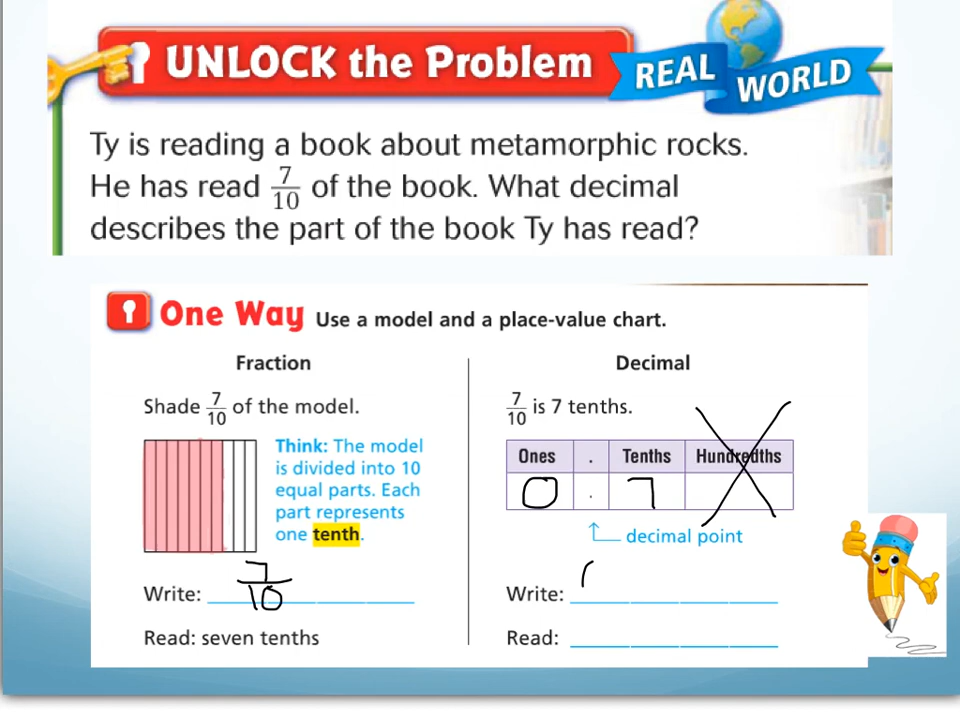 UNLOCK the Problem REAL WORLD
Ty is reading a book about metamorphic rocks.
He has read 7/10 of the book. What decimal
describes the part of the book Ty has read?
One Way Use a model and a place-value chart.
Fraction
Shade 7/10 of the model.
Think: The model
is divided into 10
equal parts. Each
part represents
one tenth.
Write: 7/10
Read: seven tenths
Decimal
7/10 is 7 tenths.
Ones . Tenths Hundredths
0 . 7
decimal point
Write:
Read: